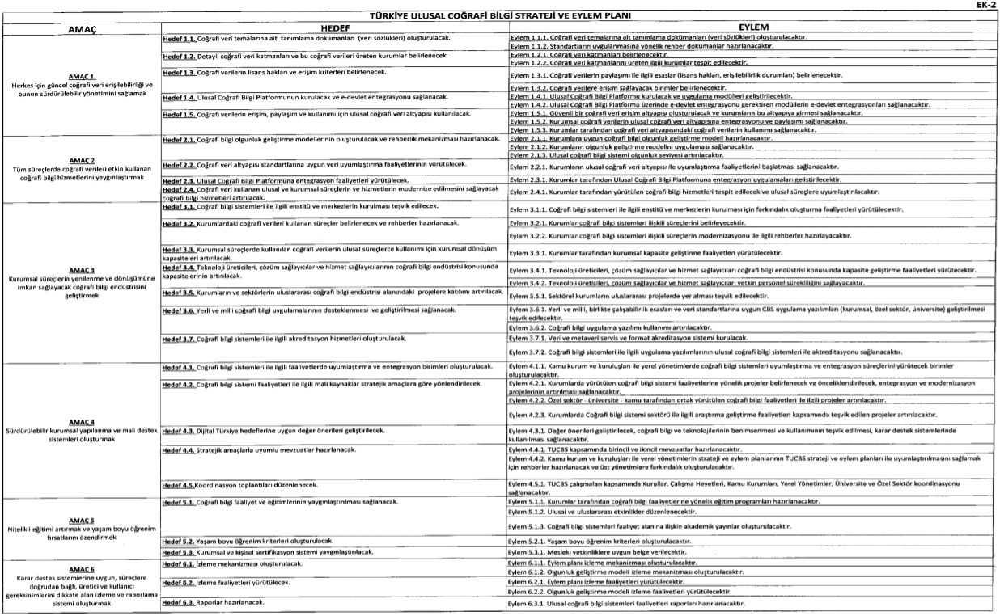 EK-2
TÜRKİYE ULUSAL COĞRAFİ BİLGİ STRATEJİ VE EYLEM PLANI
AMAÇ
HEDEF
EYLEM
AMAÇ 1.
Herkes için güncel coğrafi veri erişilebilirliği ve
bunun sürdürülebilir yönetimini sağlamak
Hedef 1.1. Coğrafi veri temalarına ait tanımlama dokümanları (veri sözlükleri) oluşturulacak.
Eylem 1.1.1. Coğrafi veri temalarına ait tanımlama dokümanları (veri sözlükleri) oluşturulacaktır.
Eylem 1.1.2. Standartların uygulanmasına yönelik rehber dokümanlar hazırlanacaktır.
Hedef 1.2. Detaylı coğrafi veri katmanları ve bu coğrafi verileri üreten kurumlar belirlenecek.
Eylem 1.2.1. Coğrafi veri katmanları belirlenecektir.
Eylem 1.2.2. Coğrafi veri katmanlarını üreten ilgili kurumlar tespit edilecektir.
Hedef 1.3. Coğrafi verilerin lisans hakları ve erişim kriterleri belirlenecek.
Eylem 1.3.1. Coğrafi verilerin paylaşımı ile ilgili esaslar (lisans hakları, erişilebilirlik durumları) belirlenecektir.
Eylem 1.3.2. Coğrafi verilere erişim sağlayacak birimler belirlenecektir.
Hedef 1.4. Ulusal Coğrafi Bilgi Platformunun kurulacak ve e-devlet entegrasyonu sağlanacak.
Eylem 1.4.1. Ulusal Coğrafi Bilgi Platformu kurulacak ve uygulama modülleri geliştirilecektir.
Eylem 1.4.2. Ulusal Coğrafi Bilgi Platformu üzerinde e-devlet entegrasyonu gerektiren modüllerin e-devlet entegrasyonları sağlanacaktır.
Hedef 1.5. Coğrafi verilerin erişim, paylaşım ve kullanımı için ulusal coğrafi veri altyapısı kullanılacak.
Eylem 1.5.1. Güvenli bir coğrafi veri erişim altyapısı oluşturulacak ve kurumların bu altyapıya girmesi sağlanacaktır.
Eylem 1.5.2. Kurumsal coğrafi verilerin ulusal coğrafi veri altyapısına entegrasyonu ve paylaşımı sağlanacaktır.
Eylem 1.5.3. Kurumlar tarafından coğrafi veri altyapısındaki coğrafi verilerin kullanımı sağlanacaktır.
AMAÇ 2
Tüm süreçlerde coğrafi verileri etkin kullanan
coğrafi bilgi hizmetlerini yaygınlaştırmak
Hedef 2.1. Coğrafi bilgi olgunluk geliştirme modellerinin oluşturulacak ve rehberlik mekanizması hazırlanacak.
Eylem 2.1.1. Kurumlara uygun coğrafi bilgi olgunluk geliştirme modeli hazırlanacaktır.
Eylem 2.1.2. Kurumların olgunluk geliştirme modelini uygulaması sağlanacaktır.
Eylem 2.1.3. Ulusal coğrafi bilgi sistemi olgunluk seviyesi artırılacaktır.
Hedef 2.2. Coğrafi veri altyapısı standartlarına uygun veri uyumlaştırma faaliyetlerinin yürütülecek.
Eylem 2.2.1. Kurumların ulusal coğrafi veri altyapısı ile uyumlaştırma faaliyetlerini başlatması sağlanacaktır.
Hedef 2.3. Ulusal Coğrafi Bilgi Platformuna entegrasyon faaliyetleri yürütülecek.
Eylem 2.3.1. Kurumlar tarafından Ulusal Coğrafi Bilgi Platformuna entegrasyon uygulamaları geliştirilecektir.
Hedef 2.4. Coğrafi veri kullanan ulusal ve kurumsal süreçlerin ve hizmetlerin modernize edilmesini sağlayacak
coğrafi bilgi hizmetleri artırılacak.
Eylem 2.4.1. Kurumlar tarafından yürütülen coğrafi bilgi hizmetleri tespit edilecek ve ulusal süreçlere uyumlaştırılacaktır.
AMAÇ 3
Kurumsal süreçlerin yenilenme ve dönüşümüne
imkan sağlayacak coğrafi bilgi endüstrisini
geliştirmek
Hedef 3.1. Coğrafi bilgi sistemleri ile ilgili enstitü ve merkezlerin kurulması teşvik edilecek.
Eylem 3.1.1. Coğrafi bilgi sistemleri ile ilgili enstitü ve merkezlerin kurulması için farkındalık oluşturma faaliyetleri yürütülecektir.
Hedef 3.2. Kurumlardaki coğrafi verileri kullanan süreçler belirlenecek ve rehberler hazırlanacak.
Eylem 3.2.1. Kurumlar coğrafi bilgi sistemleri ilişkili süreçlerini belirleyecektir.
Eylem 3.2.2. Kurumlar coğrafi bilgi sistemleri ilişkili süreçlerin modernizasyonu ile ilgili rehberler hazırlayacaktır.
Hedef 3.3. Kurumsal süreçlerde kullanılan coğrafi verilerin ulusal süreçlerce kullanımı için kurumsal dönüşüm
kapasiteleri artırılacak.
Eylem 3.3.1. Kurumlar tarafından kurumsal kapasite geliştirme faaliyetleri yürütülecektir.
Hedef 3.4. Teknoloji üreticileri, çözüm sağlayıcılar ve hizmet sağlayıcılarının coğrafi bilgi endüstrisi konusunda
kapasitelerinin artırılacak.
Eylem 3.4.1. Teknoloji üreticileri, çözüm sağlayıcılar ve hizmet sağlayıcıları coğrafi bilgi endüstrisi konusunda kapasite geliştirme faaliyetleri yürütecektir.
Eylem 3.4.2. Teknoloji üreticileri, çözüm sağlayıcılar ve hizmet sağlayıcıları yetkin personel sürekliliğini sağlayacaktır.
Hedef 3.5. Kurumların ve sektörlerin uluslararası coğrafi bilgi endüstrisi alanındaki projelere katılımı artırılacak.
Eylem 3.5.1. Sektörel kurumların uluslararası projelerde yer alması teşvik edilecektir.
Hedef 3.6. Yerli ve milli coğrafi bilgi uygulamalarının desteklenmesi ve geliştirilmesi sağlanacak.
Eylem 3.6.1. Yerli ve milli, birlikte çalışabilirlik esasları ve veri standartlarına uygun CBS uygulama yazılımları (kurumsal, özel sektör, üniversite) geliştirilmesi
teşvik edilecektir.
Eylem 3.6.2. Coğrafi bilgi uygulama yazılımı kullanımı artırılacaktır.
Hedef 3.7. Coğrafi bilgi sistemleri ile ilgili akreditasyon hizmetleri oluşturulacak.
Eylem 3.7.1. Veri ve metaveri servis ve format akreditasyon sistemi kurulacak.
Eylem 3.7.2. Coğrafi bilgi sistemleri ile ilgili uygulama yazılımlarının ulusal coğrafi bilgi sistemleri ile aktreditasyonu sağlanacaktır.
AMAÇ 4
Sürdürülebilir kurumsal yapılanma ve mali destek
sistemleri oluşturmak
Hedef 4.1. Coğrafi bilgi sistemleri ile ilgili faaliyetlerde uyumlaştırma ve entegrasyon birimleri oluşturulacak.
Eylem 4.1.1. Kamu kurum ve kuruluşları ile yerel yönetimlerde coğrafi bilgi sistemleri uyumlaştırma ve entegrasyon süreçlerini yürütecek birimler
oluşturulacaktır.
Hedef 4.2. Coğrafi bilgi sistemi faaliyetleri ile ilgili mali kaynaklar stratejik amaçlara göre yönlendirilecek.
Eylem 4.2.1. Kurumlarda yürütülen coğrafi bilgi sistemi faaliyetlerine yönelik projeler belirlenecek ve önceliklendirilecek, entegrasyon ve modernizasyon
projelerinin artırılması sağlanacaktır.
Eylem 4.2.2. Özel sektör - üniversite - kamu tarafından ortak yürütülen coğrafi bilgi faaliyetleri ile ilgili projeler artırılacaktır.
Eylem 4.2.3. Kurumlarda Coğrafi bilgi sistemi sektörü ile ilgili araştırma geliştirme faaliyetleri kapsamında teşvik edilen projeler artırılacaktır.
Hedef 4.3. Dijital Türkiye hedeflerine uygun değer önerileri geliştirilecek.
Eylem 4.3.1. Değer önerileri geliştirilecek, coğrafi bilgi ve teknolojilerinin benimsenmesi ve kullanımının teşvik edilmesi, karar destek sistemlerinde
kullanılması sağlanacaktır.
Hedef 4.4. Stratejik amaçlarla uyumlu mevzuatlar hazırlanacak.
Eylem 4.4.1. TUCBS kapsamında birincil ve ikincil mevzuatlar hazırlanacaktır.
Eylem 4.4.2. Kamu kurum ve kuruluşları ile yerel yönetimlerin strateji ve eylem planlarının TUCBS strateji ve eylem planları ile uyumlaştırılmasını sağlamak
için rehberler hazırlanacak ve üst yönetimlere farkındalık oluşturulacaktır.
Hedef 4.5.Koordinasyon toplantıları düzenlenecek.
Eylem 4.5.1. TUCBS çalışmaları kapsamında Kurullar, Çalışma Heyetleri, Kamu Kurumları, Yerel Yönetimler, Üniversite ve Özel Sektör koordinasyonu
sağlanacaktır.
AMAÇ 5
Nitelikli eğitimi artırmak ve yaşam boyu öğrenim
fırsatlarını özendirmek
Hedef 5.1. Coğrafi bilgi faaliyet ve eğitimlerinin yaygınlaştırılması sağlanacak.
Eylem 5.1.1. Kurumlar tarafından coğrafi bilgi faaliyetlerine yönelik eğitim programları hazırlanacaktır.
Eylem 5.1.2. Ulusal ve uluslararası etkinlikler düzenlenecektir.
Eylem 5.1.3. Coğrafi bilgi sistemleri faaliyet alanına ilişkin akademik yayınlar oluşturulacaktır.
Hedef 5.2. Yaşam boyu öğrenim kriterleri oluşturulacak.
Eylem 5.2.1. Yaşam boyu öğrenim kriterleri oluşturulacaktır.
Hedef 5.3. Kurumsal ve kişisel sertifikasyon sistemi yaygınlaştırılacak.
Eylem 5.3.1. Mesleki yetkinliklere uygun belge verilecektir.
AMAÇ 6
Karar destek sistemlerine uygun, süreçlere
doğrudan bağlı, üretici ve kullanıcı
gereksinimlerini dikkate alan izleme ve raporlama
sistemi oluşturmak
Hedef 6.1. İzleme mekanizması oluşturulacak.
Eylem 6.1.1. Eylem planı izleme mekanizması oluşturulacaktır.
Eylem 6.1.2. Olgunluk geliştirme modeli izleme mekanizması oluşturulacaktır.
Hedef 6.2. İzleme faaliyetleri yürütülecek.
Eylem 6.2.1. Eylem planı izleme faaliyetleri yürütülecektir.
Eylem 6.2.2. Olgunluk geliştirme modeli izleme faaliyetleri yürütülecektir.
Hedef 6.3. Raporlar hazırlanacak.
Eylem 6.3.1. Ulusal coğrafi bilgi sistemleri faaliyetleri raporları hazırlanacaktır.